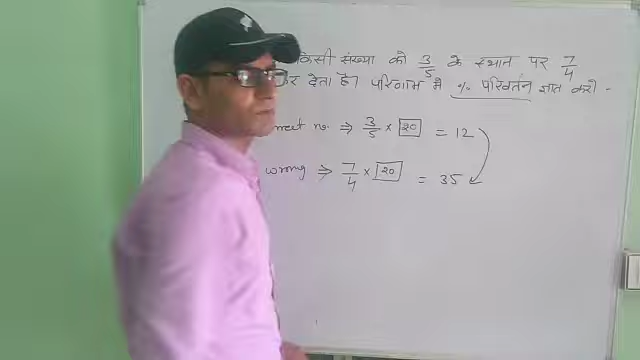 किसी संख्या को 3/5 के स्थान पर 7/4
कर देता है। परिणाम में % परिवर्तन ज्ञात करो -
rrect no. ⇒ 3/5 × 20 = 12
wrong ⇒ 7/4 × 20 = 35